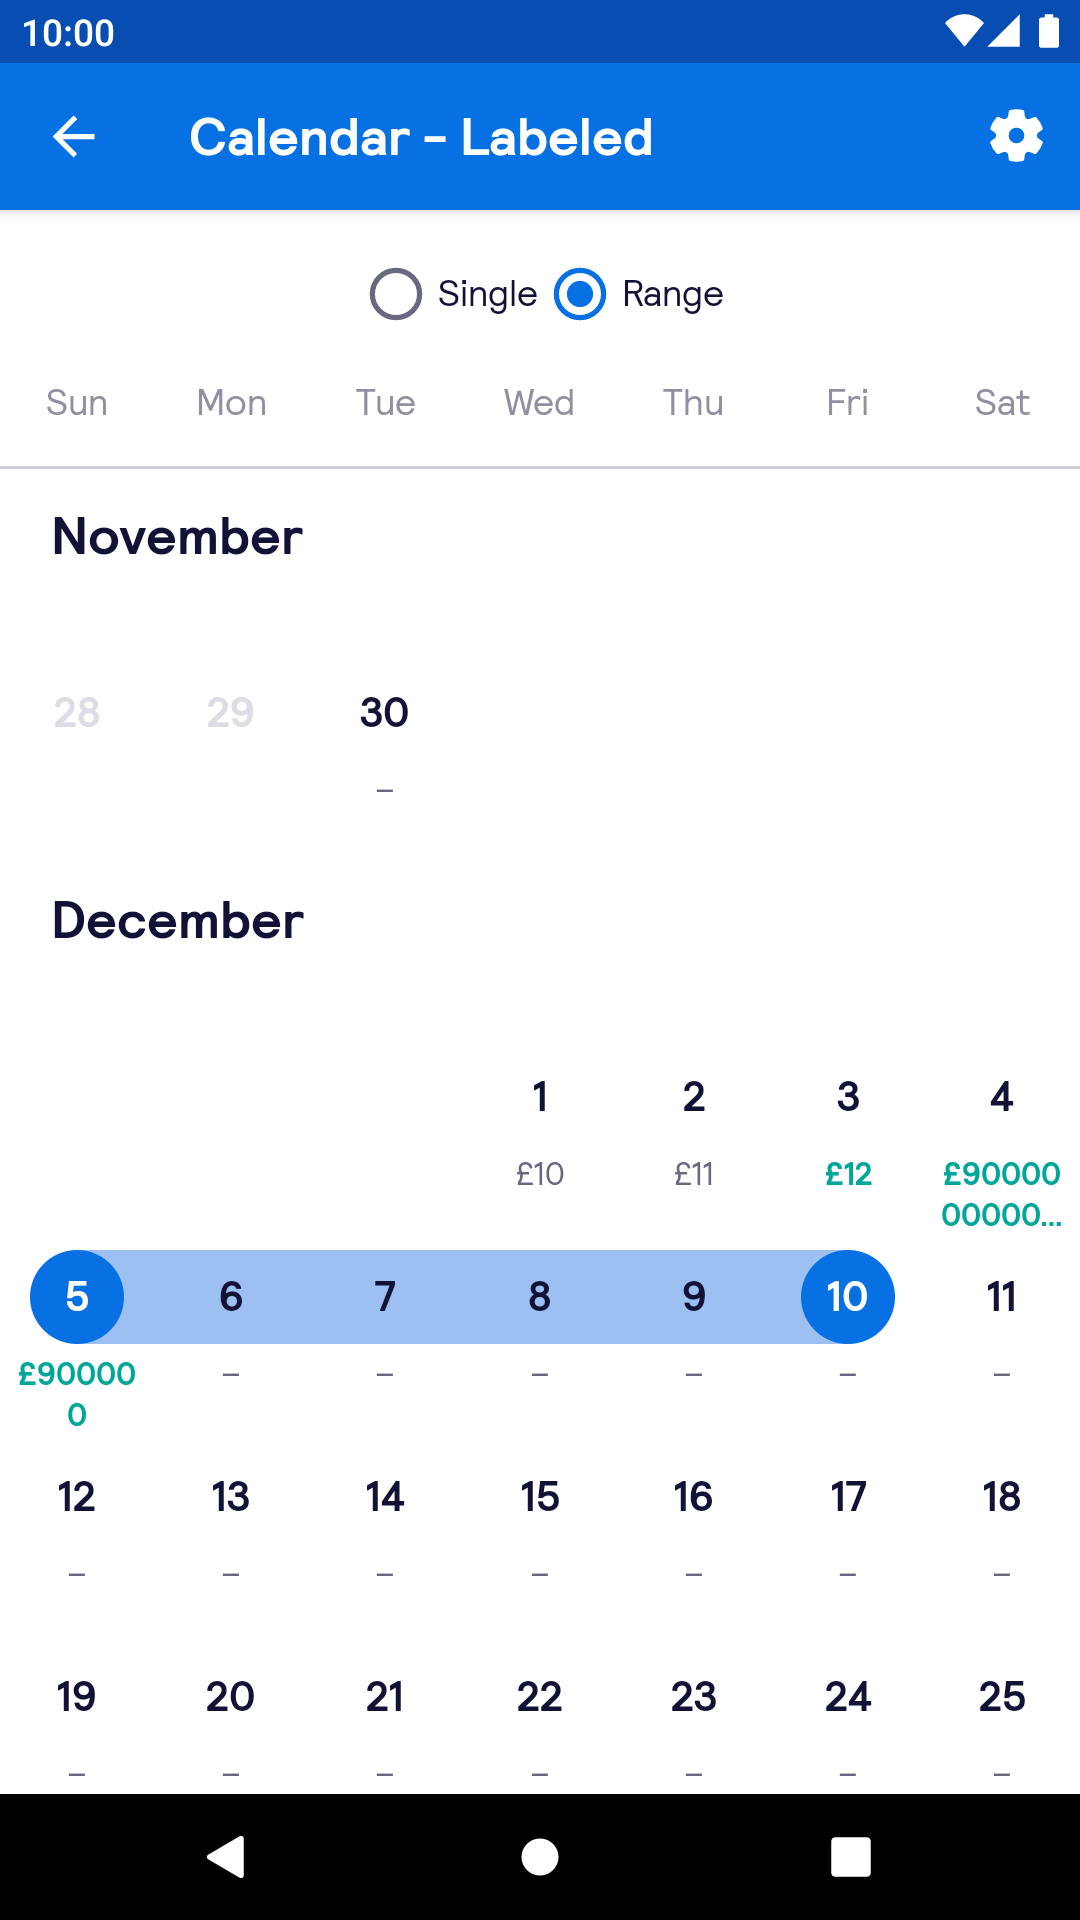 10:00
Calendar – Labeled
Single Range
Sun Mon Tue Wed Thu Fri Sat
November
28 29 30
–
December
1 2 3 4
£10 £11 £12 £90000
00000...
5 6 7 8 9 10 11
£90000 – – – – – –
0
12 13 14 15 16 17 18
– – – – – – –
19 20 21 22 23 24 25
– – – – – – –